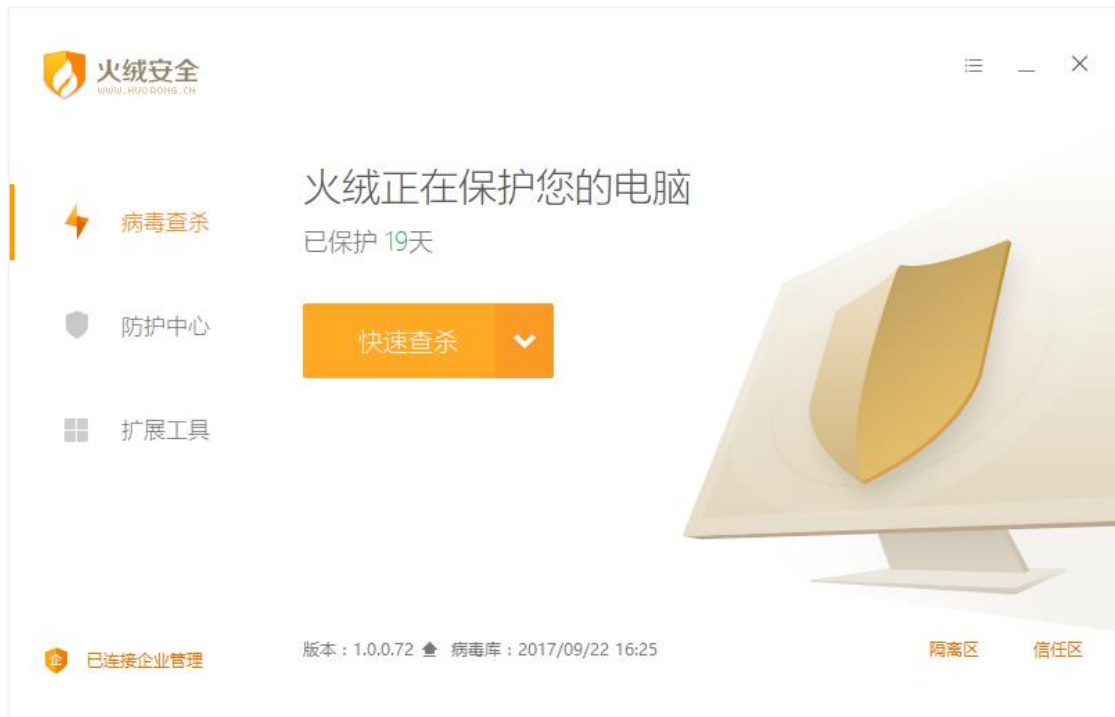 火绒安全
WWW.HUORONG.CN
火绒正在保护您的电脑
已保护 19天
病毒查杀
快速查杀
防护中心
扩展工具
企 已连接企业管理
版本：1.0.0.72 病毒库：2017/09/22 16:25
隔离区 信任区